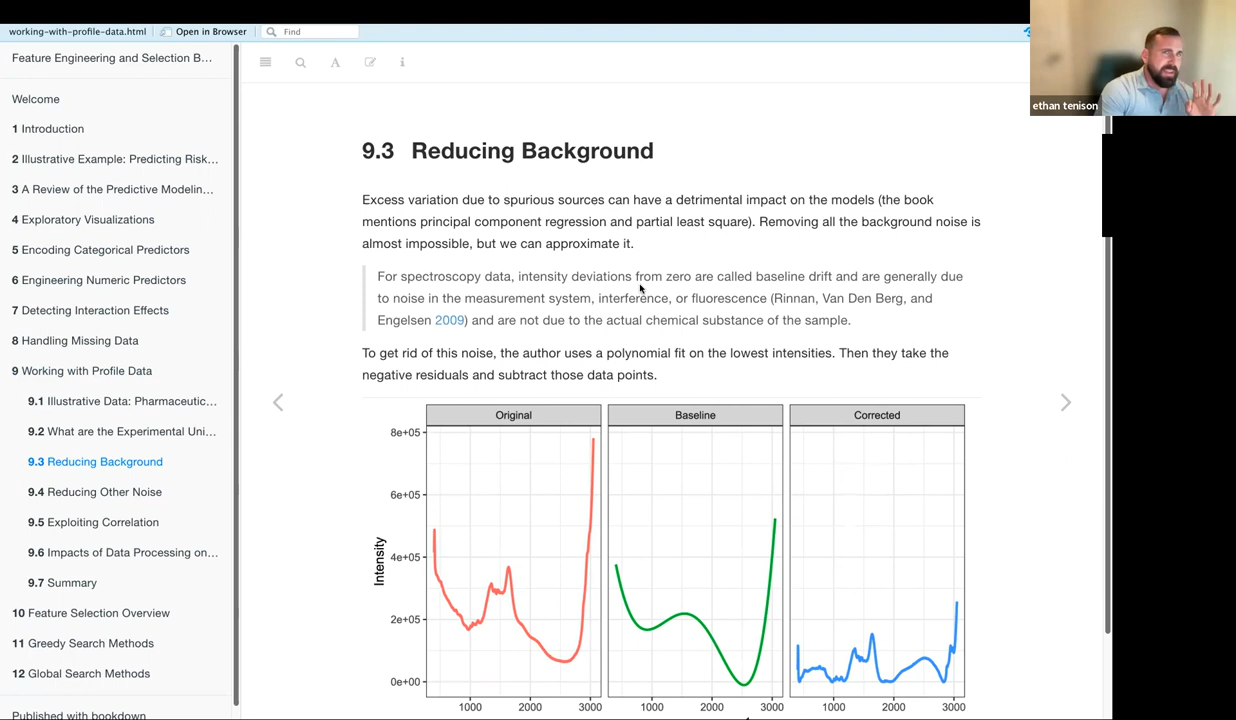 working-with-profile-data.html
Open in Browser
Find
Feature Engineering and Selection B...
Welcome
1 Introduction
2 Illustrative Example: Predicting Risk...
3 A Review of the Predictive Modelin...
4 Exploratory Visualizations
5 Encoding Categorical Predictors
6 Engineering Numeric Predictors
7 Detecting Interaction Effects
8 Handling Missing Data
9 Working with Profile Data
9.1 Illustrative Data: Pharmaceutic...
9.2 What are the Experimental Uni...
9.3 Reducing Background
9.4 Reducing Other Noise
9.5 Exploiting Correlation
9.6 Impacts of Data Processing on...
9.7 Summary
10 Feature Selection Overview
11 Greedy Search Methods
12 Global Search Methods
Published with bookdown
A
i
9.3 Reducing Background
Excess variation due to spurious sources can have a detrimental impact on the models (the book
mentions principal component regression and partial least square). Removing all the background noise is
almost impossible, but we can approximate it.
For spectroscopy data, intensity deviations from zero are called baseline drift and are generally due
to noise in the measurement system, interference, or fluorescence (Rinnan, Van Den Berg, and
Engelsen 2009) and are not due to the actual chemical substance of the sample.
To get rid of this noise, the author uses a polynomial fit on the lowest intensities. Then they take the
negative residuals and subtract those data points.
Original
Baseline
Corrected
Intensity
8e+05
6e+05
4e+05
2e+05
0e+00
1000 2000 3000
1000 2000 3000
1000 2000 3000
ethan tenison